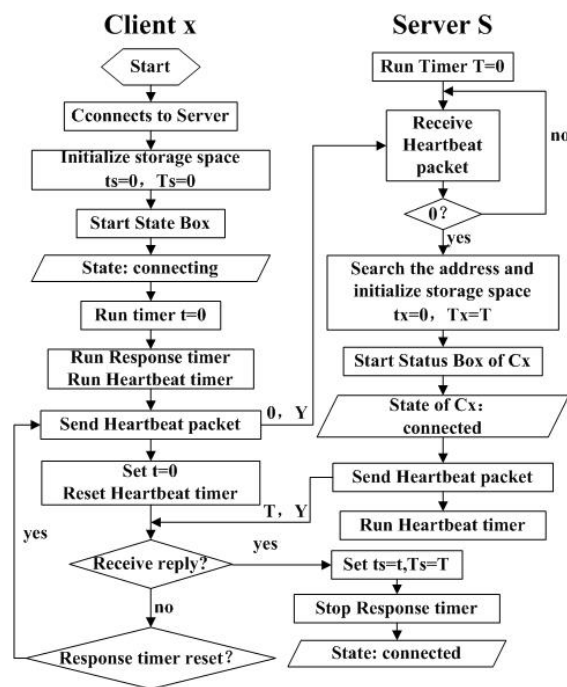 Client x
Start
Cconnects to Server
Initialize storage space
ts=0, Ts=0
Start State Box
State: connecting
Run timer t=0
Run Response timer
Run Heartbeat timer
Send Heartbeat packet
0, Y
Set t=0
Reset Heartbeat timer
yes
Receive reply?
yes
no
Response timer reset?
Server S
Run Timer T=0
Receive
Heartbeat
packet
no
0?
yes
Search the address and
initialize storage space
tx=0, Tx=T
Start Status Box of Cx
State of Cx:
connected
Send Heartbeat packet
T, Y
Run Heartbeat timer
Set ts=t,Ts=T
Stop Response timer
State: connected